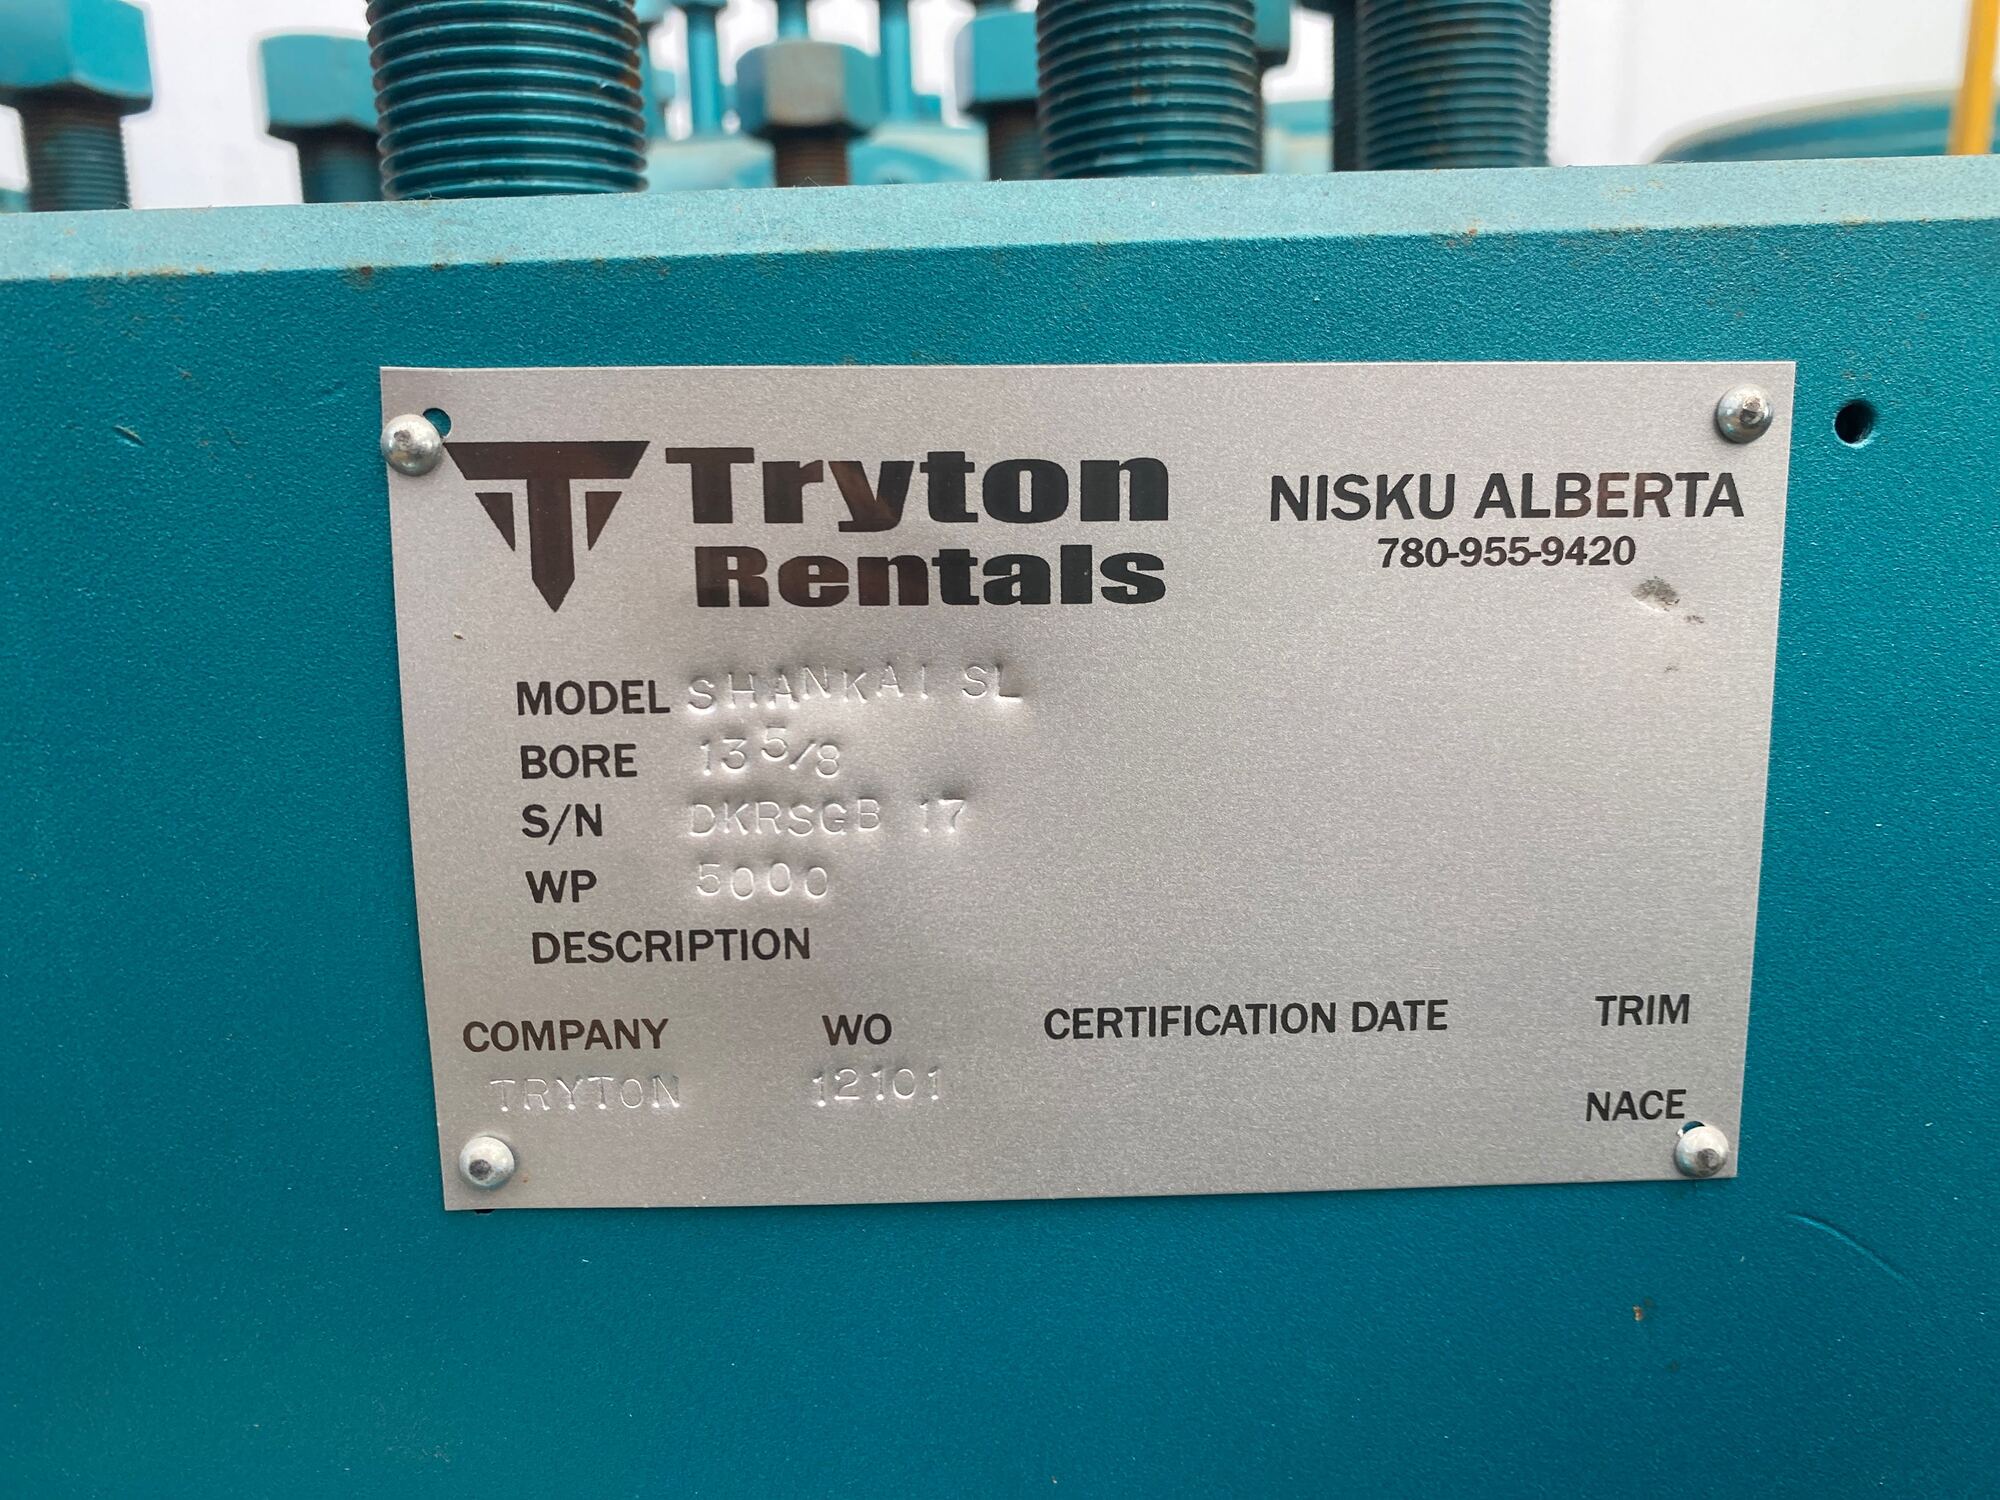 Tryton
Rentals
NISKU ALBERTA
780-955-9420
MODEL SHANKAI SL
BORE 13 5/8
S/N DKRSGB 17
WP 5000
DESCRIPTION
COMPANY WO CERTIFICATION DATE TRIM
TRYTON 12101
NACE